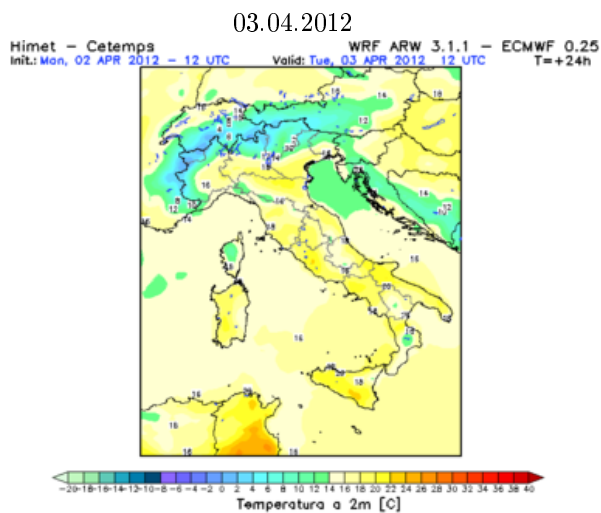 03.04.2012
Himet – Cetemps WRF ARW 3.1.1 – ECMWF 0.25
Init.: Mon, 02 APR 2012 – 12 UTC Valid: Tue, 03 APR 2012 12 UTC T=+24h
-20-18-16-14-12-10-8 -6 -4 -2 0 2 4 6 8 10 12 14 16 18 20 22 24 26 28 30 32 34 36 38 40
Temperatura a 2m [C]